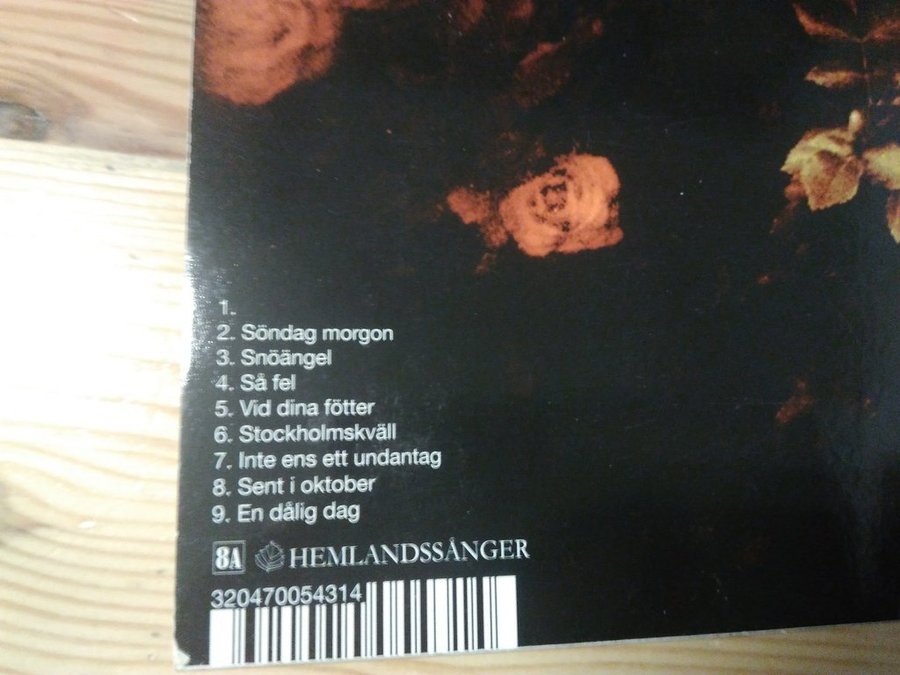 1.
2. Söndag morgon
3. Snöängel
4. Så fel
5. Vid dina fötter
6. Stockholmskväll
7. Inte ens ett undantag
8. Sent i oktober
9. En dålig dag
8A HEMLANDSSÅNGER
320470054314